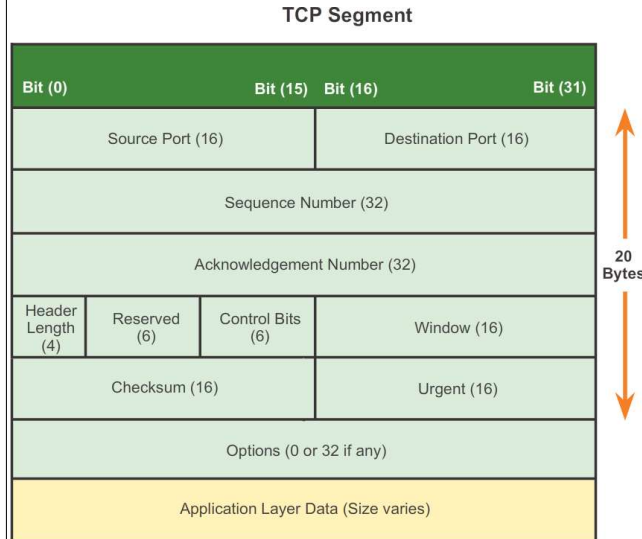 TCP Segment
Bit (0) Bit (15) Bit (16) Bit (31)
Source Port (16) Destination Port (16)
Sequence Number (32)
Acknowledgement Number (32)
20
Bytes
Header
Length
(4)
Reserved
(6)
Control Bits
(6)
Window (16)
Checksum (16) Urgent (16)
Options (0 or 32 if any)
Application Layer Data (Size varies)